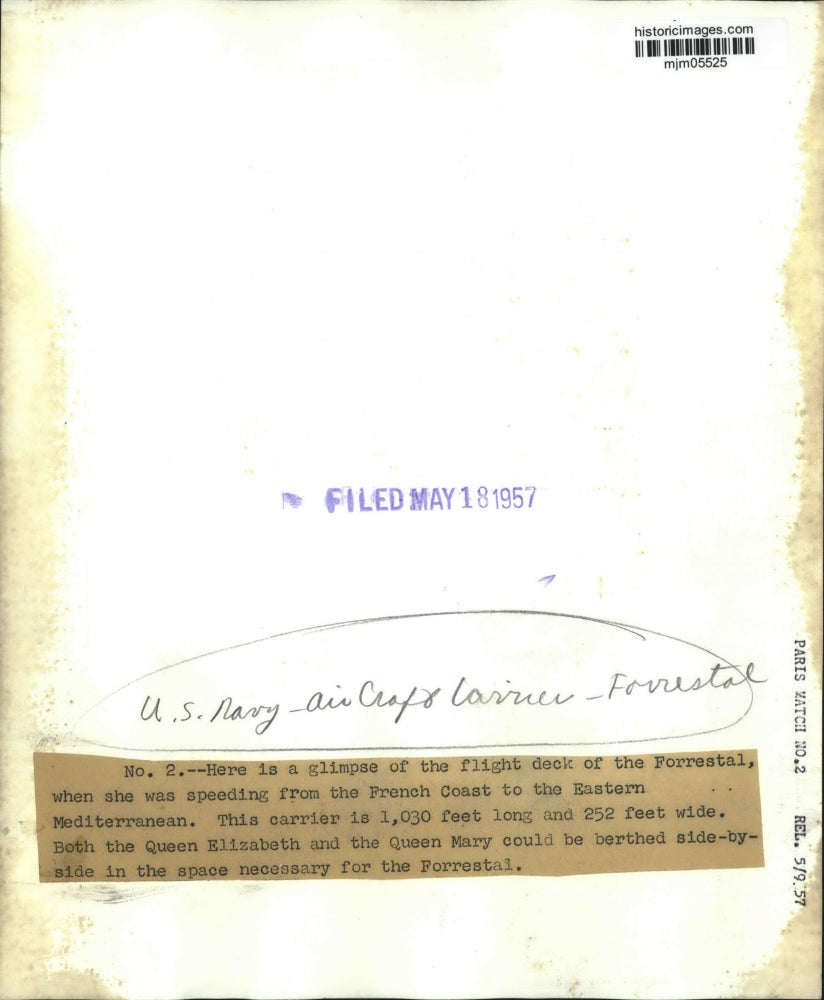 historicimages.com
mjm05525
FILED MAY 18 1957
U.S. Navy - Air Craft Carrier - Forrestal
No. 2.--Here is a glimpse of the flight deck of the Forrestal,
when she was speeding from the French Coast to the Eastern
Mediterranean. This carrier is 1,030 feet long and 252 feet wide.
Both the Queen Elizabeth and the Queen Mary could be berthed side-by-
side in the space necessary for the Forrestal.
PARIS MATCH NO.2 REL. 5/9.57